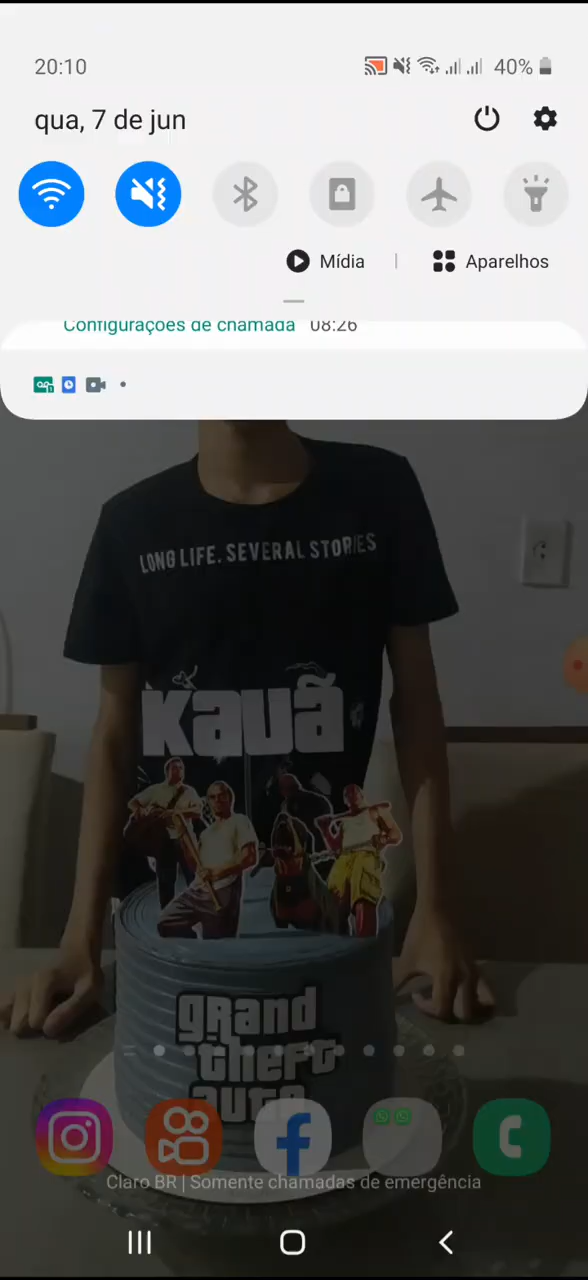 20:10 40%
qua, 7 de jun
Mídia | Aparelhos
Configurações de chamada 08:26
LONG LIFE. SEVERAL STORIES
Kauã
grand
theft
auto
Claro BR | Somente chamadas de emergência